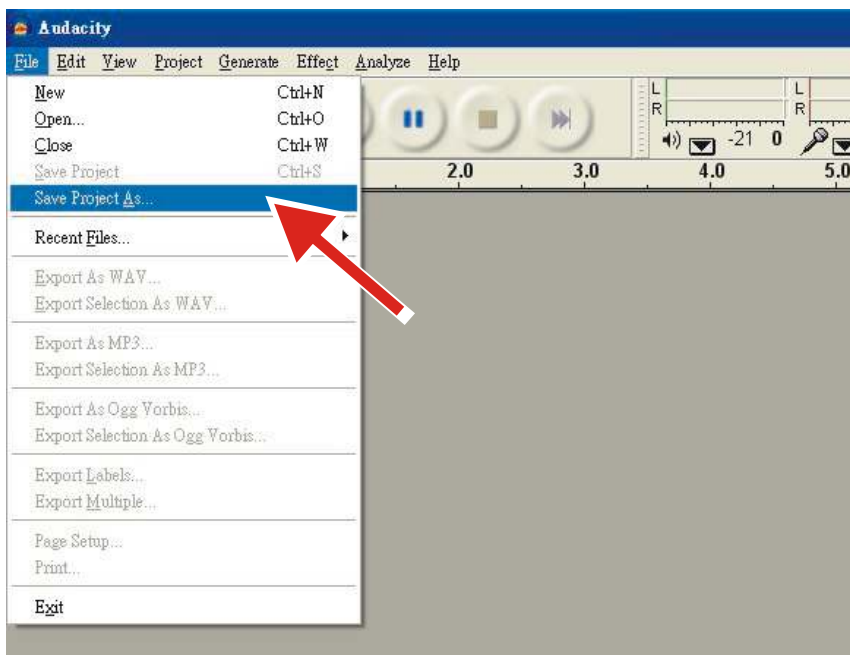 Audacity
File Edit View Project Generate Effect Analyze Help
New Ctrl+N
Open... Ctrl+O
Close Ctrl+W
Save Project Ctrl+S
Save Project As...
Recent Files...
Export As WAV...
Export Selection As WAV...
Export As MP3...
Export Selection As MP3...
Export As Ogg Vorbis...
Export Selection As Ogg Vorbis...
Export Labels...
Export Multiple...
Page Setup...
Print...
Exit
L
R
-21 0
L
R
2.0 3.0 4.0 5.0